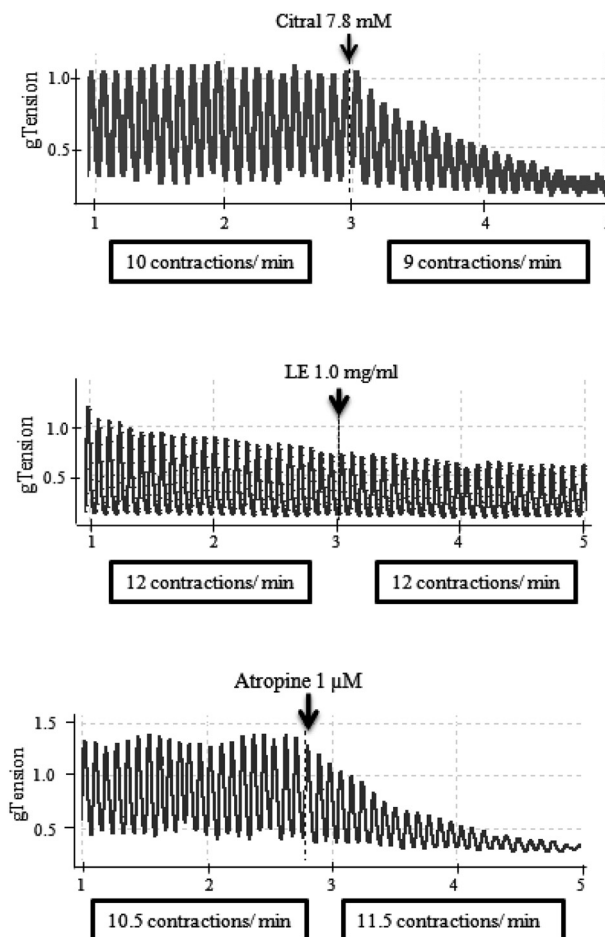 Citral 7.8 mM
gTension
1.0
0.5
1 2 3 4
10 contractions/ min 9 contractions/ min
LE 1.0 mg/ml
gTension
1.0
0.5
1 2 3 4 5
12 contractions/ min 12 contractions/ min
Atropine 1 µM
gTension
1.5
1.0
0.5
1 2 3 4 5
10.5 contractions/ min 11.5 contractions/ min